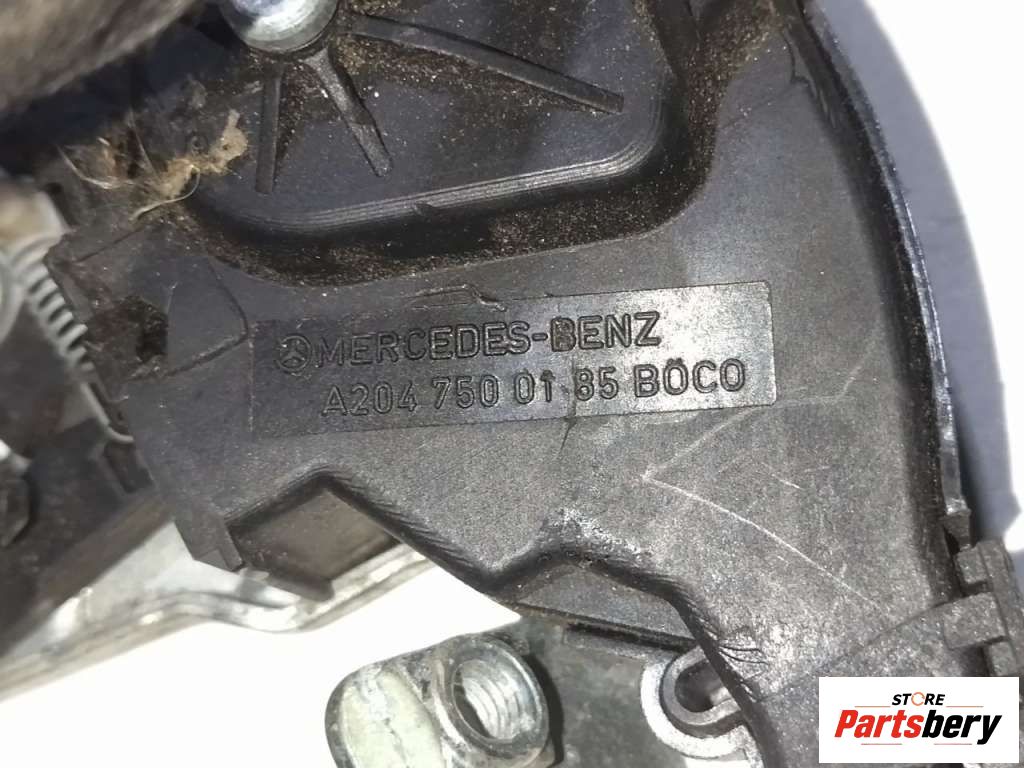 MERCEDES-BENZ
A204 750 01 85 BÖCO
STORE
Partsbery